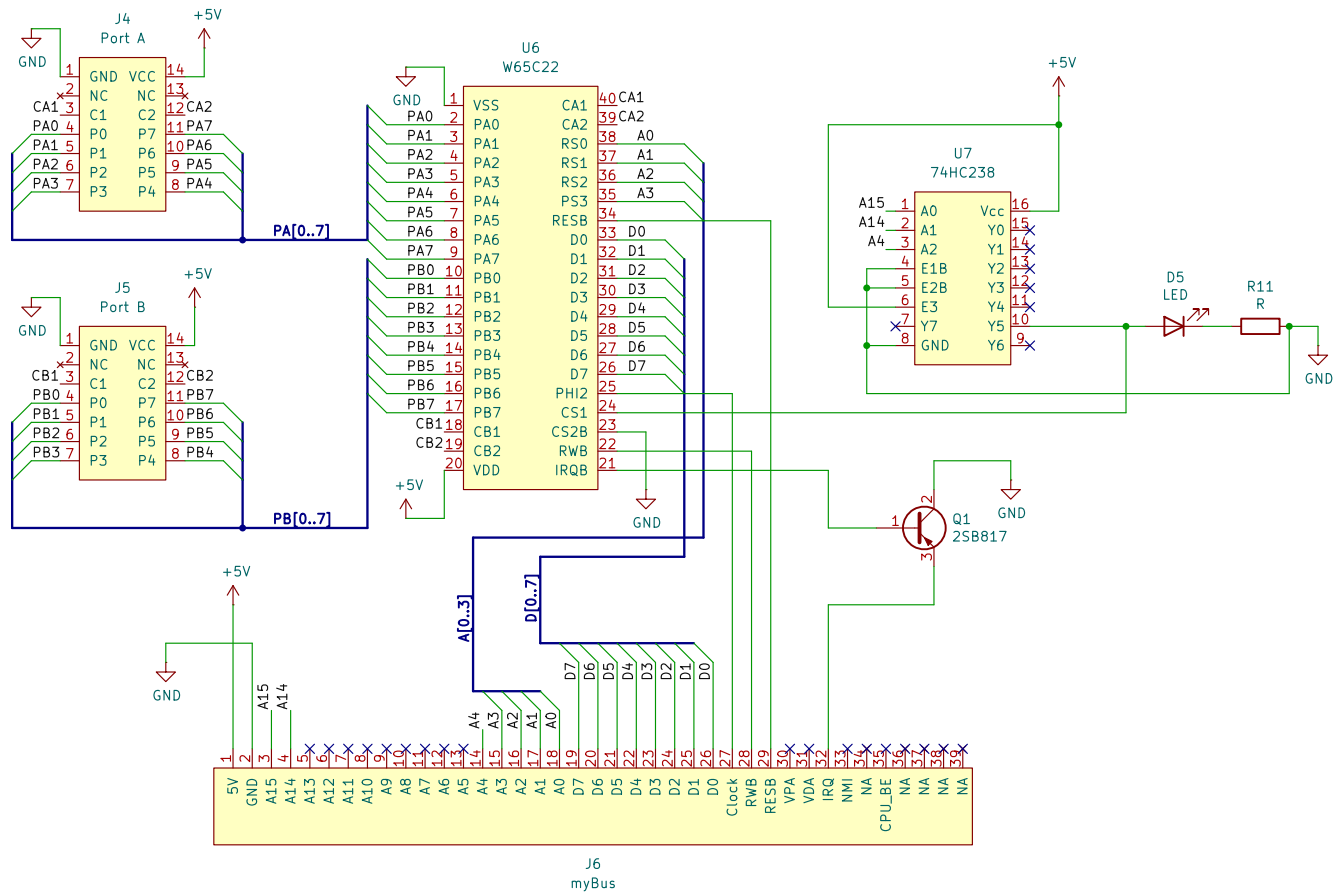 J4
Port A
+5V
GND
1 GND VCC 14
2 NC NC 13
CA1 3 C1 C2 12 CA2
PA0 4 P0 P7 11 PA7
PA1 5 P1 P6 10 PA6
PA2 6 P2 P5 9 PA5
PA3 7 P3 P4 8 PA4
PA[0..7]
J5
Port B
+5V
GND
1 GND VCC 14
2 NC NC 13
CB1 3 C1 C2 12 CB2
PB0 4 P0 P7 11 PB7
PB1 5 P1 P6 10 PB6
PB2 6 P2 P5 9 PB5
PB3 7 P3 P4 8 PB4
PB[0..7]
U6
W65C22
GND
1 VSS CA1 40 CA1
PA0 2 PA0 CA2 39 CA2
PA1 3 PA1 RS0 38 A0
PA2 4 PA2 RS1 37 A1
PA3 5 PA3 RS2 36 A2
PA4 6 PA4 PS3 35 A3
PA5 7 PA5 RESB 34
PA6 8 PA6 D0 33 D0
PA7 9 PA7 D1 32 D1
PB0 10 PB0 D2 31 D2
PB1 11 PB1 D3 30 D3
PB2 12 PB2 D4 29 D4
PB3 13 PB3 D5 28 D5
PB4 14 PB4 D6 27 D6
PB5 15 PB5 D7 26 D7
PB6 16 PB6 PHI2 25
PB7 17 PB7 CS1 24
CB1 18 CB1 CS2B 23
CB2 19 CB2 RWB 22
20 VDD IRQB 21
+5V
GND
+5V
U7
74HC238
A15 1 A0 Vcc 16
A14 2 A1 Y0 15
A4 3 A2 Y1 14
4 E1B Y2 13
5 E2B Y3 12
6 E3 Y4 11
7 Y7 Y5 10
8 GND Y6 9
D5
LED
R11
R
GND
GND
1 2 3
Q1
2SB817
A[0..3]
D[0..7]
+5V
GND
A15 A14 A4 A3 A2 A1 A0 D7 D6 D5 D4 D3 D2 D1 D0
1 2 3 4 5 6 7 8 9 10 11 12 13 14 15 16 17 18 19 20 21 22 23 24 25 26 27 28 29 30 31 32 33 34 35 36 37 38 39
5V GND A15 A14 A13 A12 A11 A10 A9 A8 A7 A6 A5 A4 A3 A2 A1 A0 D7 D6 D5 D4 D3 D2 D1 D0 Clock RWB RESB VPA VDA IRQ NMI NA CPU_BE NA NA NA NA
J6
myBus